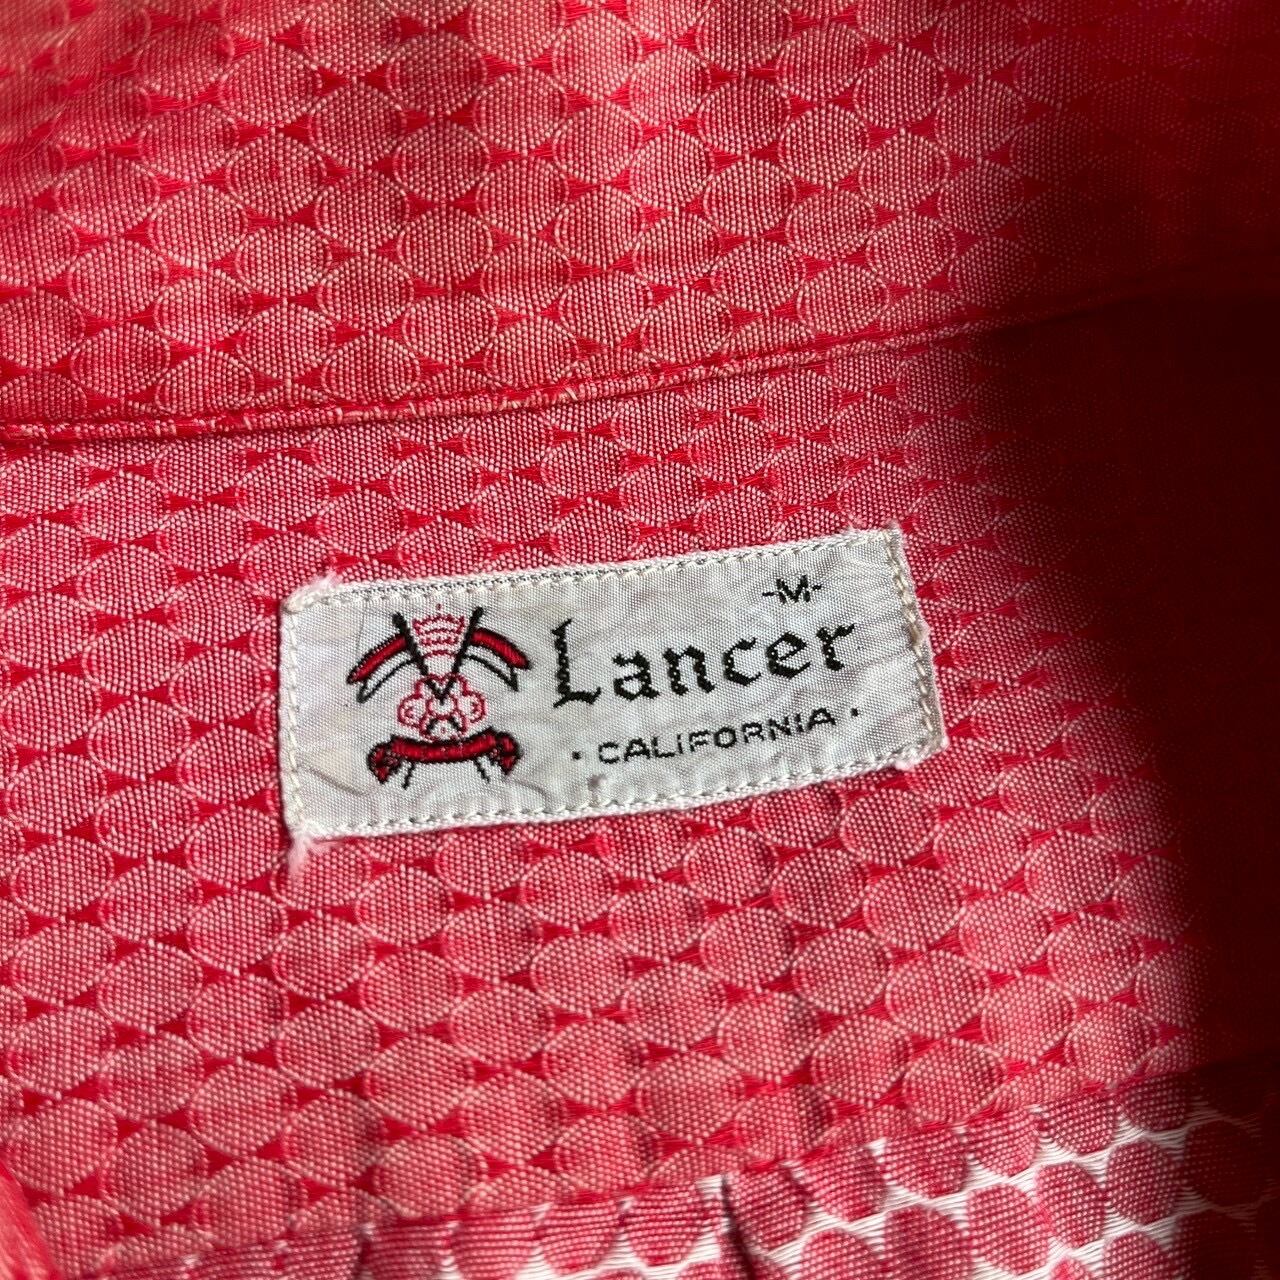 -M-
Lancer
· CALIFORNIA ·